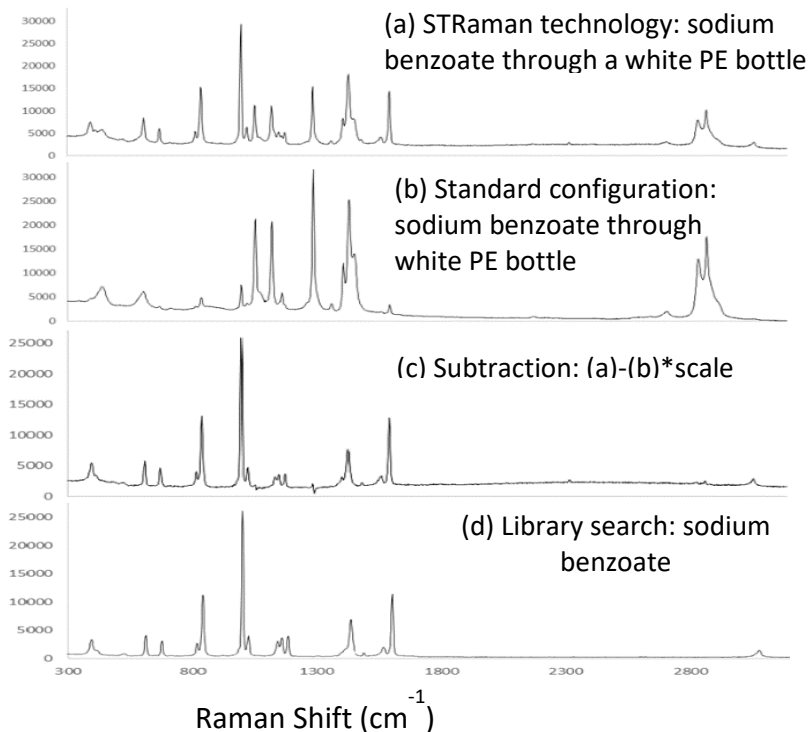 (a) STRaman technology: sodium
benzoate through a white PE bottle
30000
25000
20000
15000
10000
5000
0
(b) Standard configuration:
sodium benzoate through
white PE bottle
30000
25000
20000
15000
10000
5000
0
(c) Subtraction: (a)-(b)*scale
25000
20000
15000
10000
5000
0
(d) Library search: sodium
benzoate
25000
20000
15000
10000
5000
0
300 800 1300 1800 2300 2800
Raman Shift (cm-1)